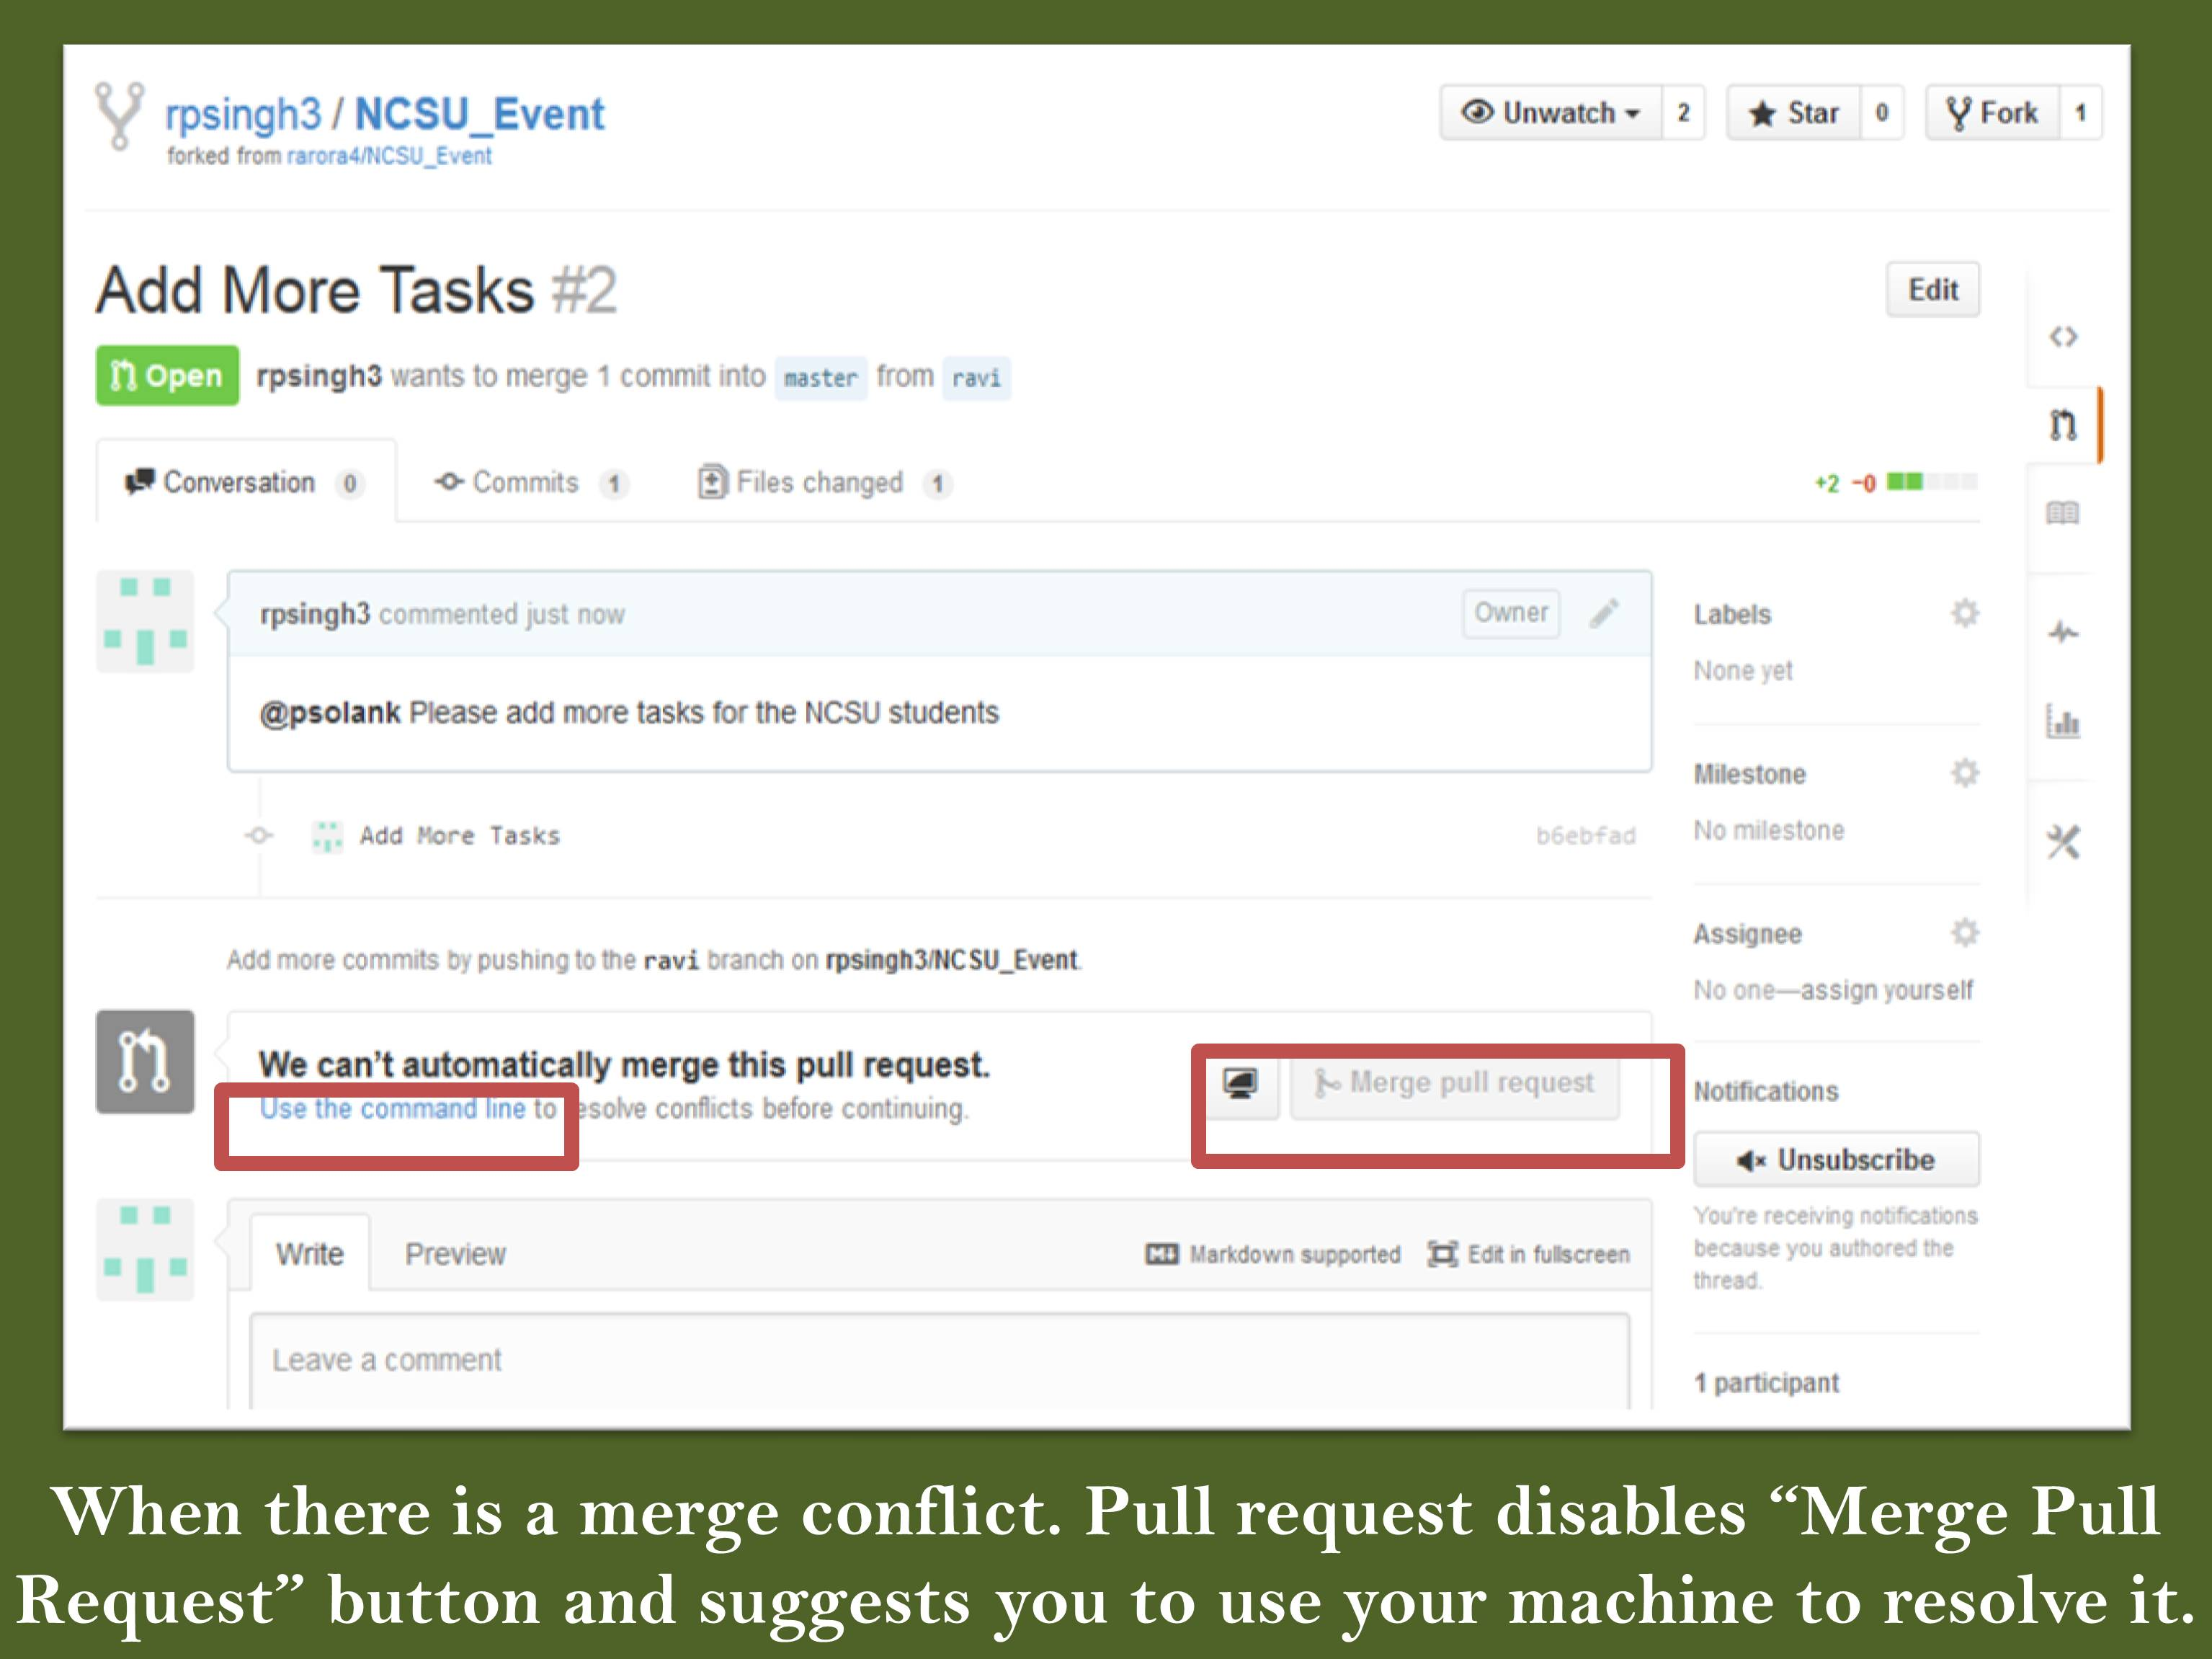 rpsingh3 / NCSU_Event
forked from rarora4/NCSU_Event
Unwatch 2 Star 0 Fork 1
Add More Tasks #2
Edit
Open rpsingh3 wants to merge 1 commit into master from ravi
Conversation 0 Commits 1 Files changed 1
+2 −0
rpsingh3 commented just now Owner
@psolank Please add more tasks for the NCSU students
Add More Tasks b6ebfad
Add more commits by pushing to the ravi branch on rpsingh3/NCSU_Event.
We can't automatically merge this pull request.
Use the command line to esolve conflicts before continuing.
Merge pull request
Write Preview Markdown supported Edit in fullscreen
Leave a comment
Labels
None yet
Milestone
No milestone
Assignee
No one—assign yourself
Notifications
Unsubscribe
You're receiving notifications
because you authored the
thread.
1 participant
When there is a merge conflict. Pull request disables “Merge Pull
Request” button and suggests you to use your machine to resolve it.